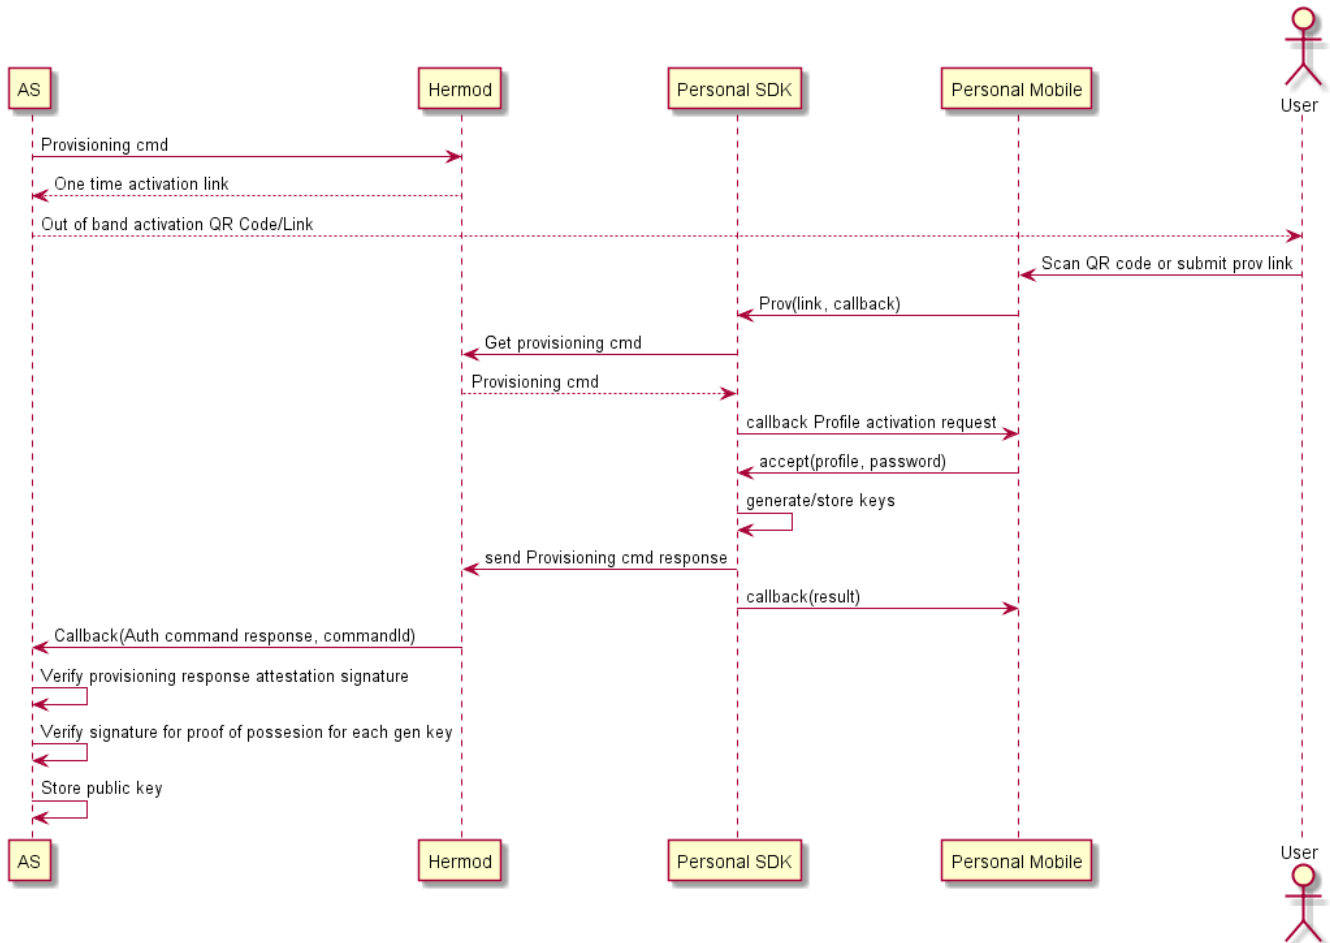 User
AS
Hermod
Personal SDK
Personal Mobile
Provisioning cmd
One time activation link
Out of band activation QR Code/Link
Scan QR code or submit prov link
Prov(link, callback)
Get provisioning cmd
Provisioning cmd
callback Profile activation request
accept(profile, password)
generate/store keys
send Provisioning cmd response
callback(result)
Callback(Auth command response, commandId)
Verify provisioning response attestation signature
Verify signature for proof of possesion for each gen key
Store public key
AS
Hermod
Personal SDK
Personal Mobile
User